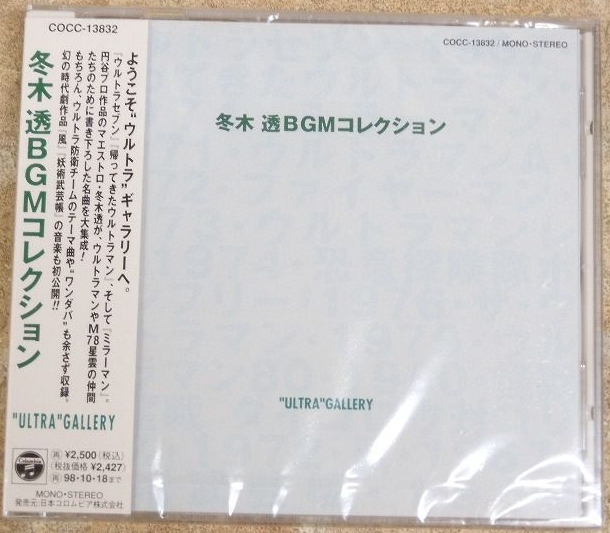 COCC-13832
ようこそ“ウルトラ”ギャラリーへ。
『ウルトラセブン』『帰ってきたウルトラマン』、そして『ミラーマン』。
円谷プロ作品のマエストロ・冬木透が、ウルトラマンやM78星雲の仲間
たちのために書き下ろした名曲を大集成！
もちろん、ウルトラ防衛チームのテーマ曲や“ワンダバ”も余さず収録。
幻の時代劇作品『風』『妖術武芸帳』の音楽も初公開!!
冬木 透BGMコレクション
"ULTRA"GALLERY
Columbia
再 ¥2,500(税込)
(税抜価格 ¥2,427)
再 98・10・18まで
MONO・STEREO
発売元:日本コロムビア株式会社
COCC-13832 / MONO・STEREO
冬木 透BGMコレクション
"ULTRA"GALLERY